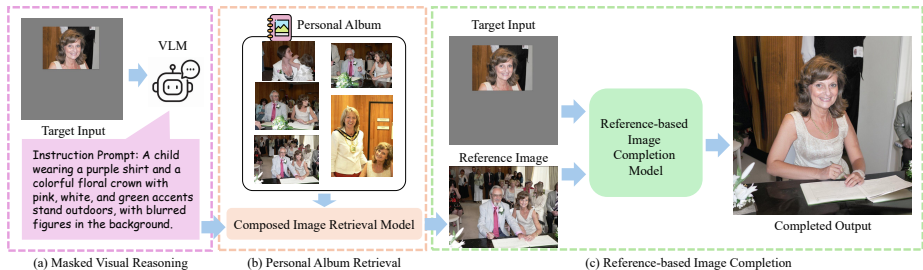 VLM
Target Input
Instruction Prompt: A child
wearing a purple shirt and a
colorful floral crown with
pink, white, and green accents
stand outdoors, with blurred
figures in the background.
(a) Masked Visual Reasoning
Personal Album
Composed Image Retrieval Model
(b) Personal Album Retrieval
Target Input
Reference Image
Reference-based
Image
Completion
Model
Completed Output
(c) Reference-based Image Completion